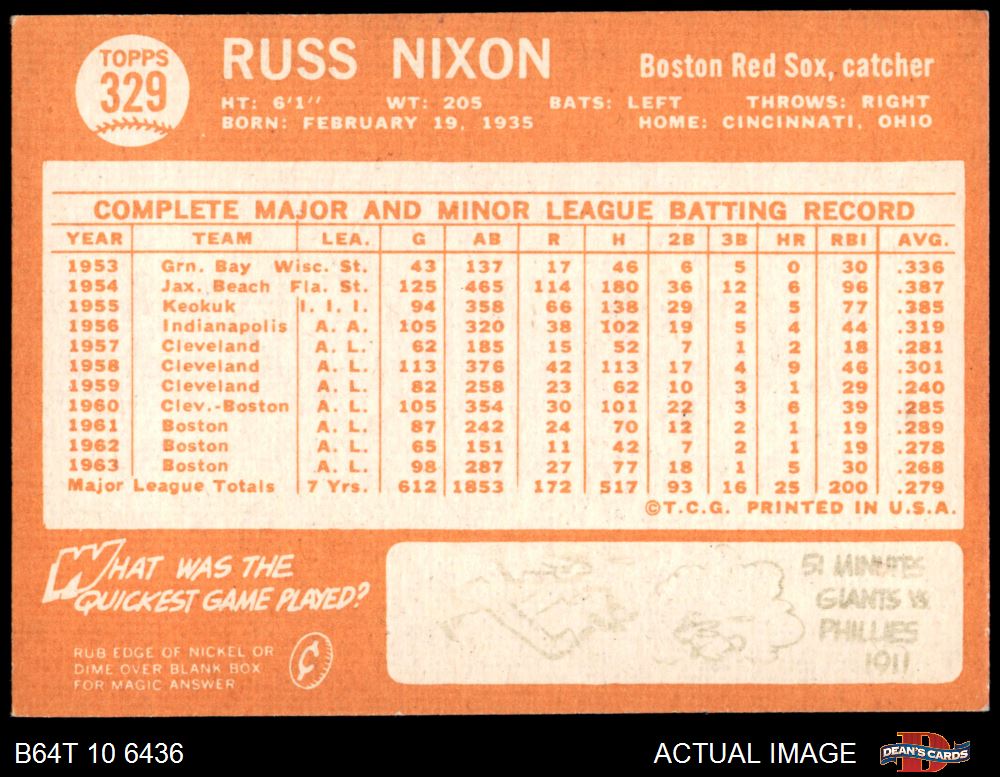 TOPPS
329
RUSS NIXON
Boston Red Sox, catcher
HT: 6'1" WT: 205 BATS: LEFT THROWS: RIGHT
BORN: FEBRUARY 19, 1935 HOME: CINCINNATI, OHIO
COMPLETE MAJOR AND MINOR LEAGUE BATTING RECORD
YEAR TEAM LEA. G AB R H 2B 3B HR RBI AVG.
1953 Grn. Bay Wisc. St. 43 137 17 46 6 5 0 30 .336
1954 Jax. Beach Fla. St. 125 465 114 180 36 12 6 96 .387
1955 Keokuk I. I. I. 94 358 66 138 29 2 5 77 .385
1956 Indianapolis A. A. 105 320 38 102 19 5 4 44 .319
1957 Cleveland A. L. 62 185 15 52 7 1 2 18 .281
1958 Cleveland A. L. 113 376 42 113 17 4 9 46 .301
1959 Cleveland A. L. 82 258 23 62 10 3 1 29 .240
1960 Clev.-Boston A. L. 105 354 30 101 22 3 6 39 .285
1961 Boston A. L. 87 242 24 70 12 2 1 19 .289
1962 Boston A. L. 65 151 11 42 7 2 1 19 .278
1963 Boston A. L. 98 287 27 77 18 1 5 30 .268
Major League Totals 7 Yrs. 612 1853 172 517 93 16 25 200 .279
©T.C.G. PRINTED IN U.S.A.
WHAT WAS THE
QUICKEST GAME PLAYED?
RUB EDGE OF NICKEL OR
DIME OVER BLANK BOX
FOR MAGIC ANSWER
¢
51 MINUTES
GIANTS VS.
PHILLIES
1911
B64T 10 6436
ACTUAL IMAGE
D
DEAN'S CARDS